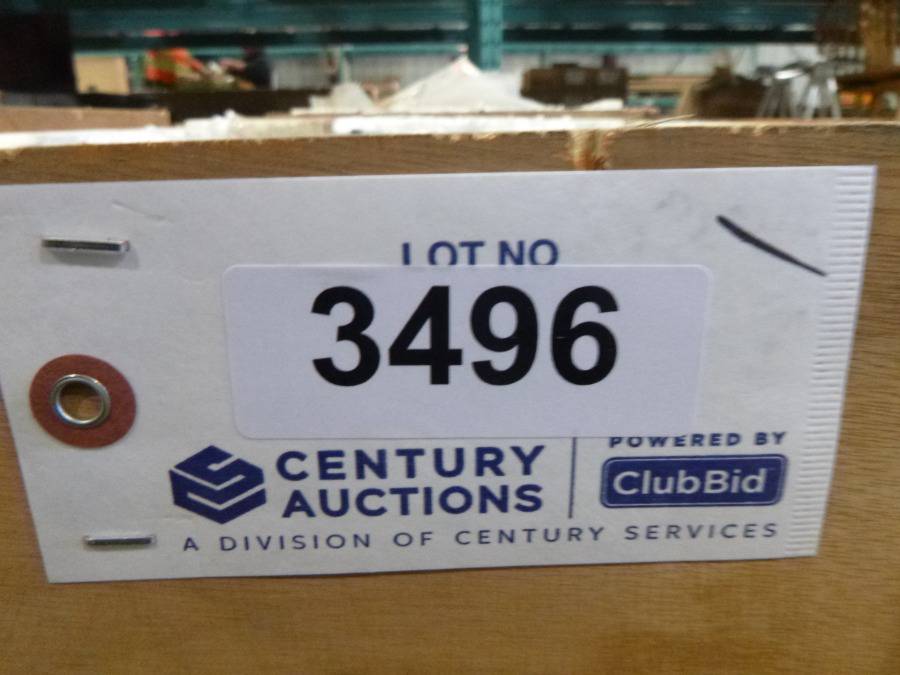 LOT NO
3496
CENTURY
AUCTIONS
POWERED BY
ClubBid
A DIVISION OF CENTURY SERVICES